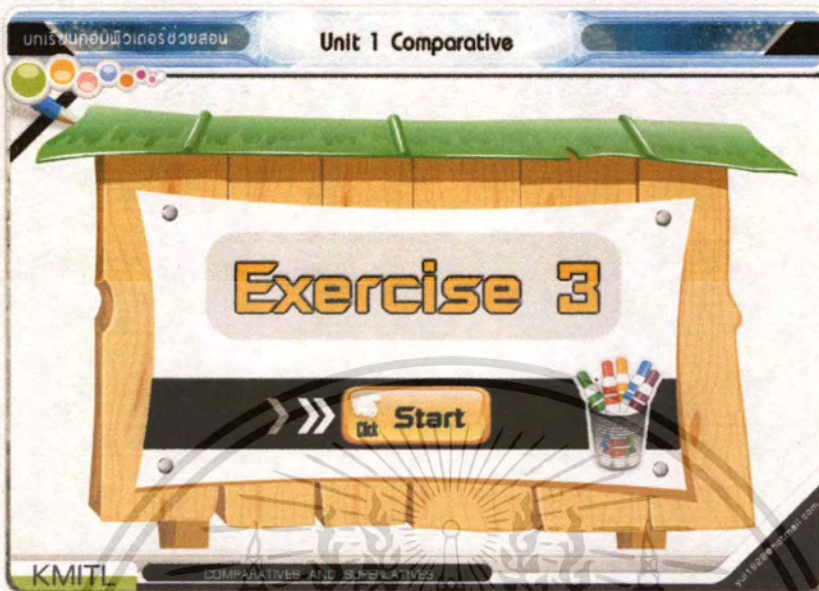 บทเรียนคอมพิวเตอร์ช่วยสอน
Unit 1 Comparative
Exercise 3
Click
Start
KMITL
COMPARATIVES AND SUPERLATIVES